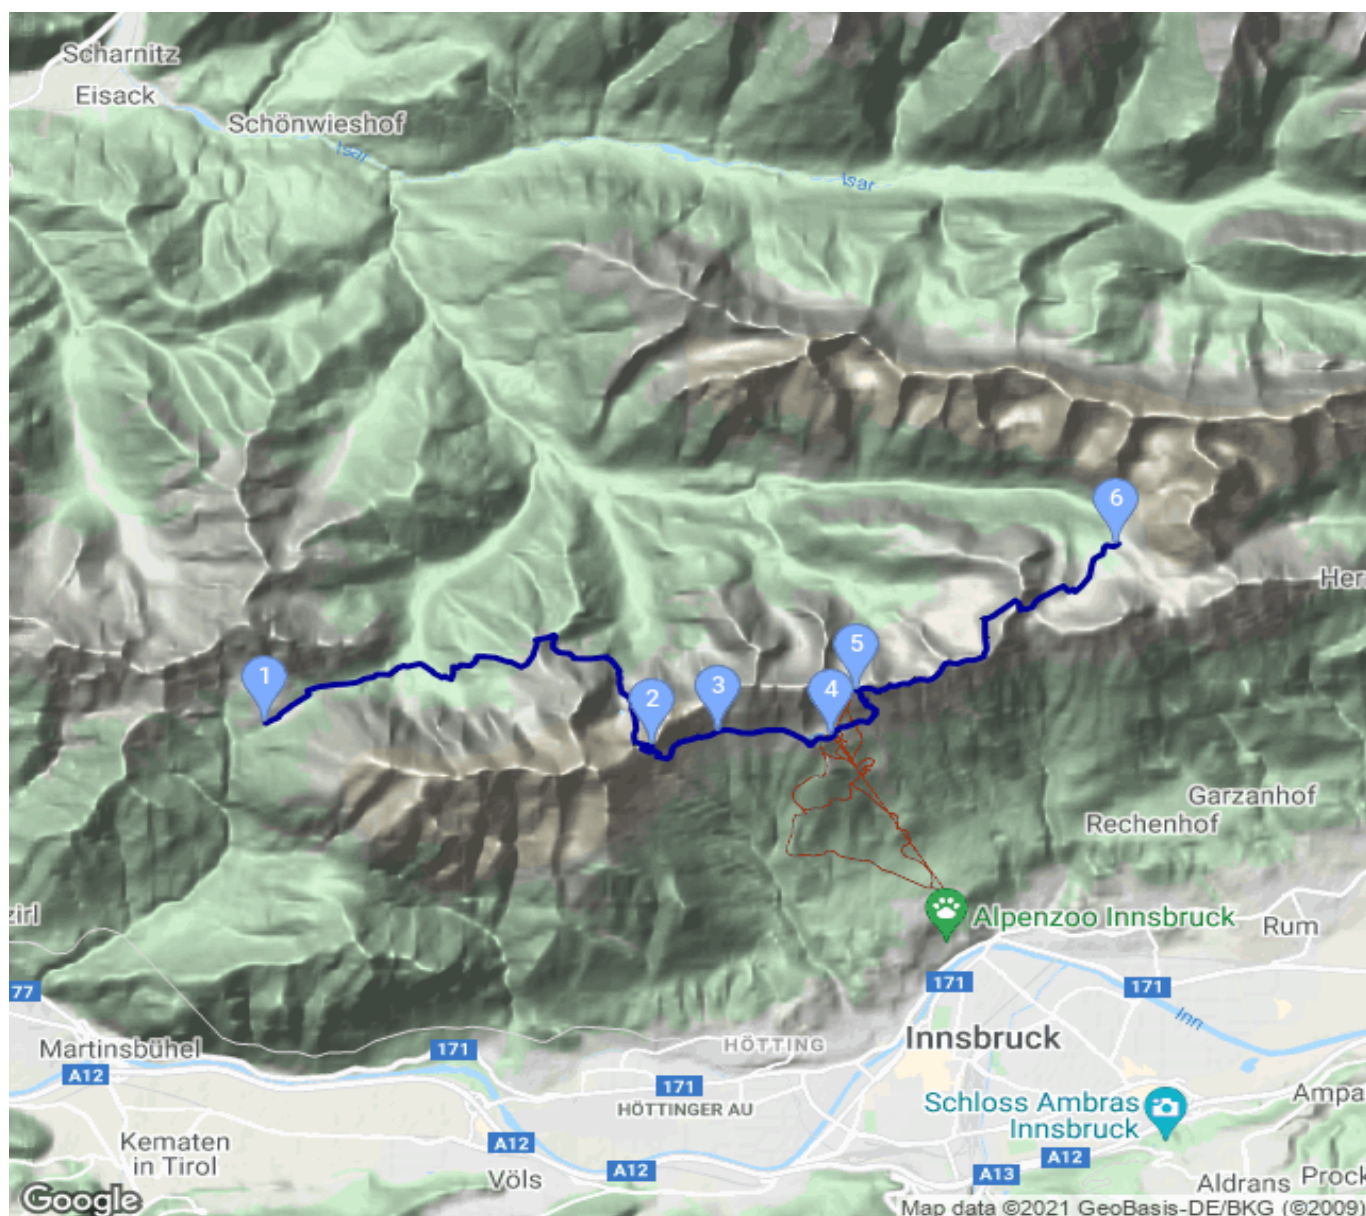 Scharnitz
Eisack
Schönwieshof
Isar
Isar
6
Her
1
5
2
3
4
Garzanhof
Rechenhof
zirl
Alpenzoo Innsbruck
Rum
77
171
171
Inn
Innsbruck
HÖTTING
Martinsbühel
171
A12
171
HÖTTINGER AU
Schloss Ambras
Innsbruck
Ampa
Kematen
in Tirol
A12
A12
A12
Völs
A13
Aldrans
Prock
Google
Map data ©2021 GeoBasis-DE/BKG (©2009)